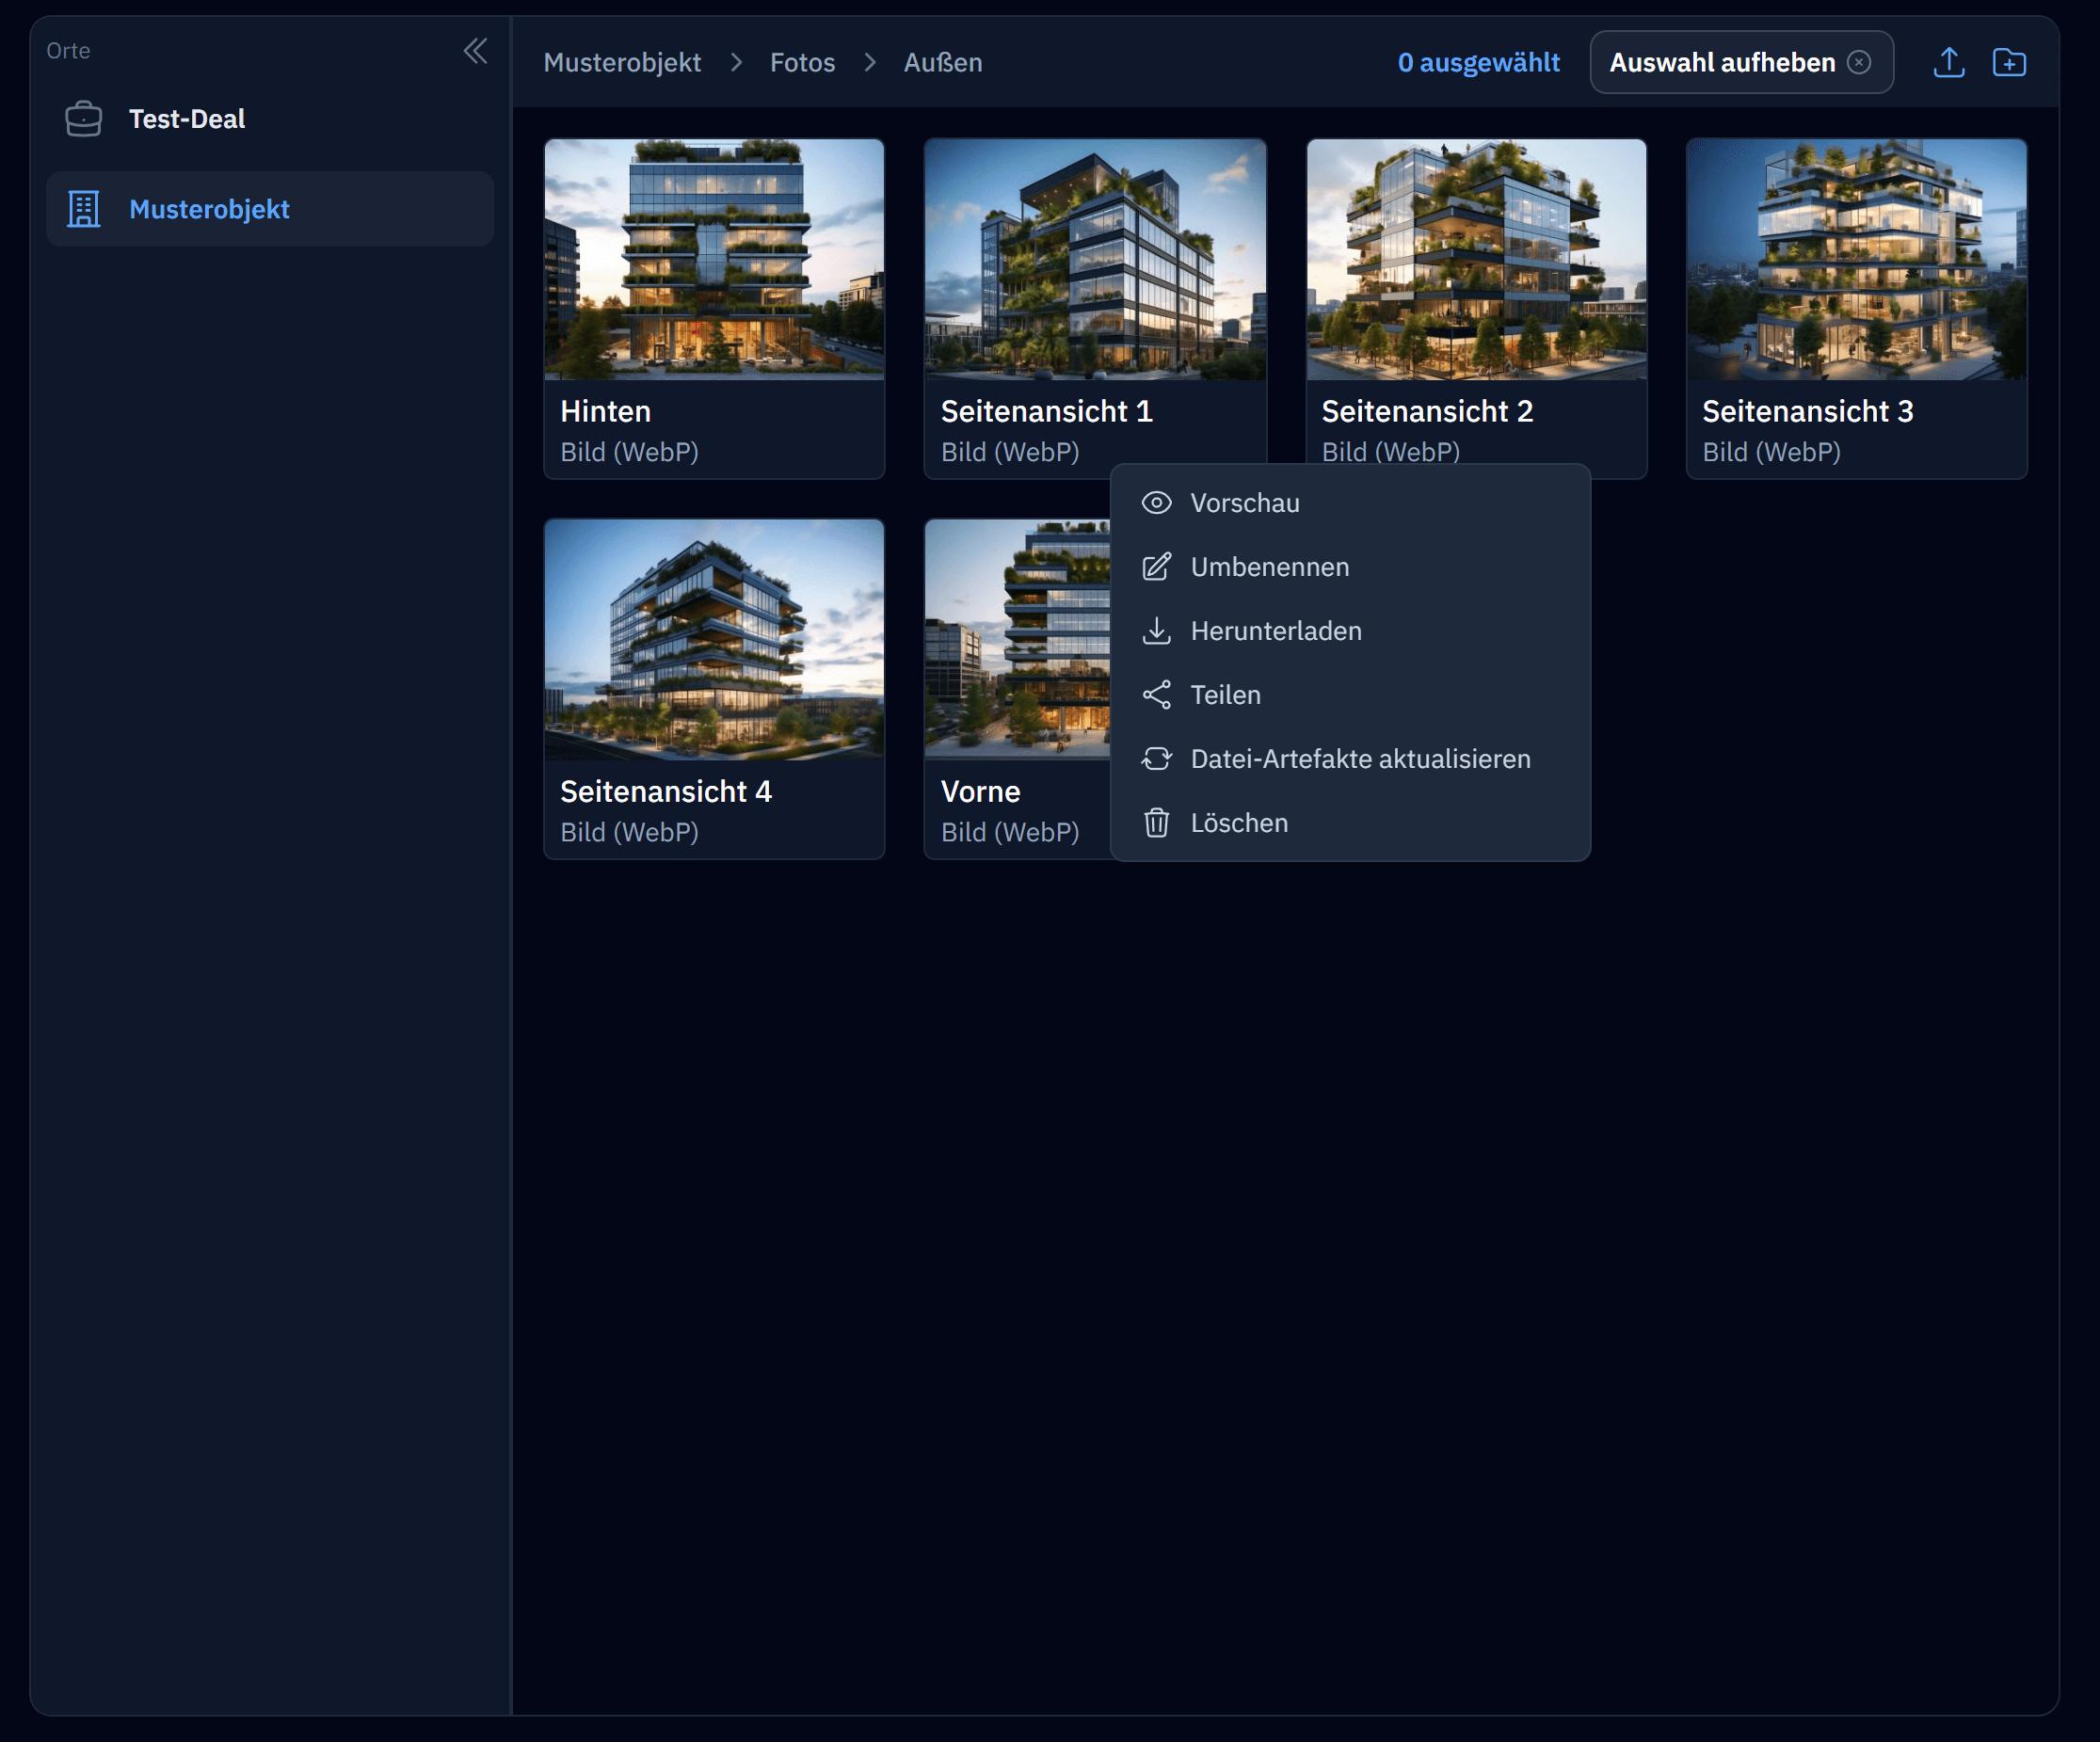 Orte
Test-Deal
Musterobjekt
Musterobjekt Fotos Außen
0 ausgewählt Auswahl aufheben
Hinten
Bild (WebP)
Seitenansicht 1
Bild (WebP)
Seitenansicht 2
Bild (WebP)
Seitenansicht 3
Bild (WebP)
Seitenansicht 4
Bild (WebP)
Vorne
Bild (WebP)
Vorschau
Umbenennen
Herunterladen
Teilen
Datei-Artefakte aktualisieren
Löschen